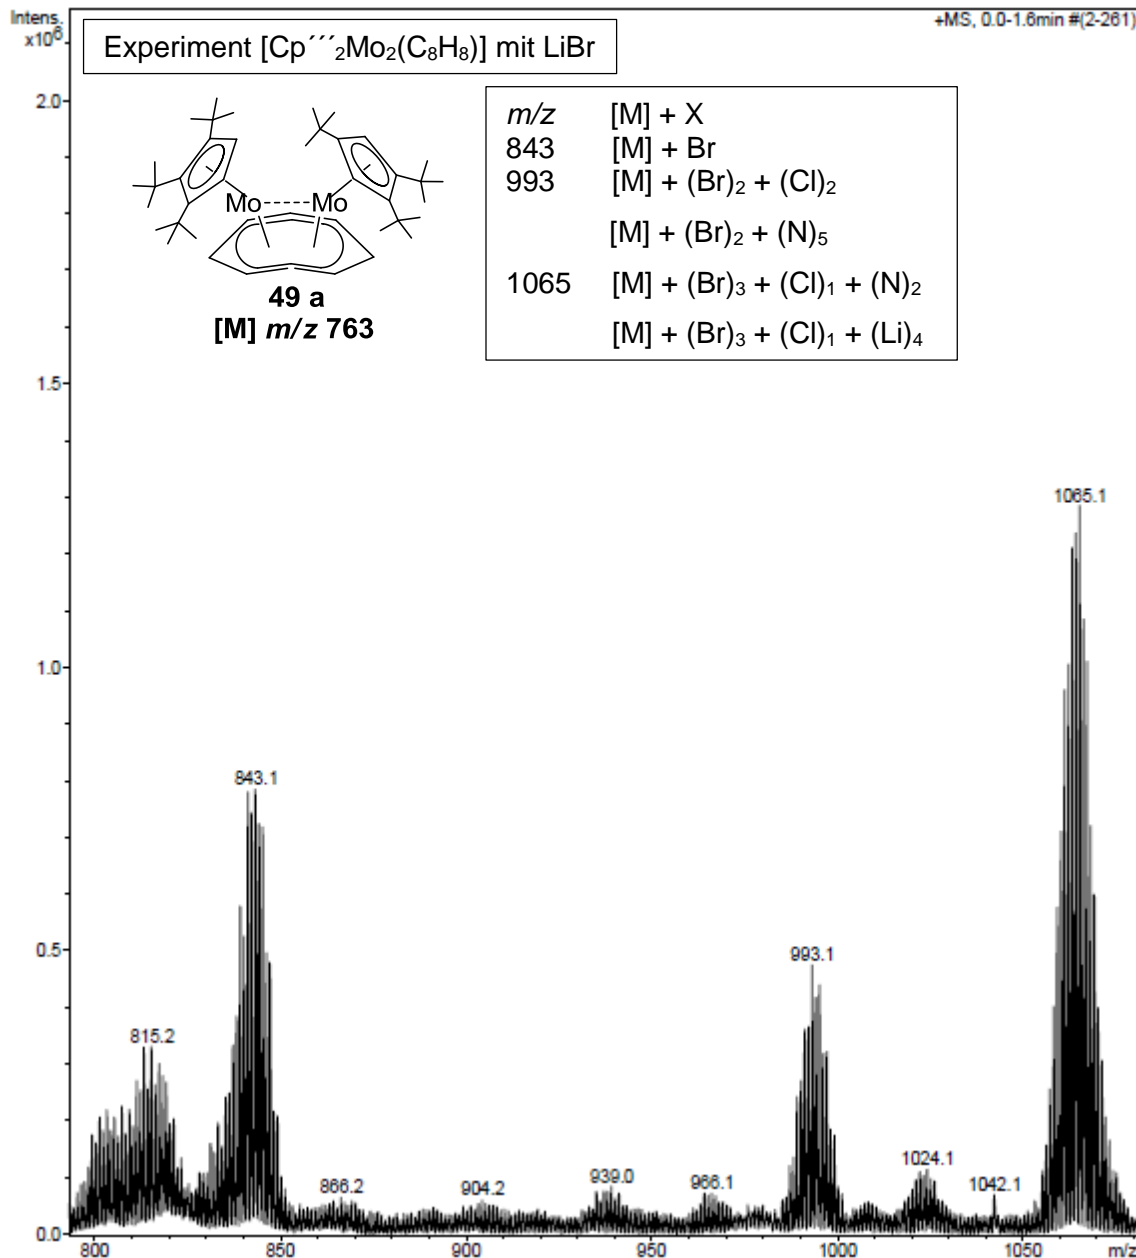 Intens.
x10⁶
+MS, 0.0-1.6min #(2-261)
Experiment [Cp´´´₂Mo₂(C₈H₈)] mit LiBr
2.0
Mo Mo
49 a
[M] m/z 763
m/z [M] + X
843 [M] + Br
993 [M] + (Br)₂ + (Cl)₂
[M] + (Br)₂ + (N)₅
1065 [M] + (Br)₃ + (Cl)₁ + (N)₂
[M] + (Br)₃ + (Cl)₁ + (Li)₄
1.5
1065.1
1.0
843.1
0.5
993.1
815.2
866.2
904.2
939.0
966.1
1024.1
1042.1
0.0
800 850 900 950 1000 1050 m/z